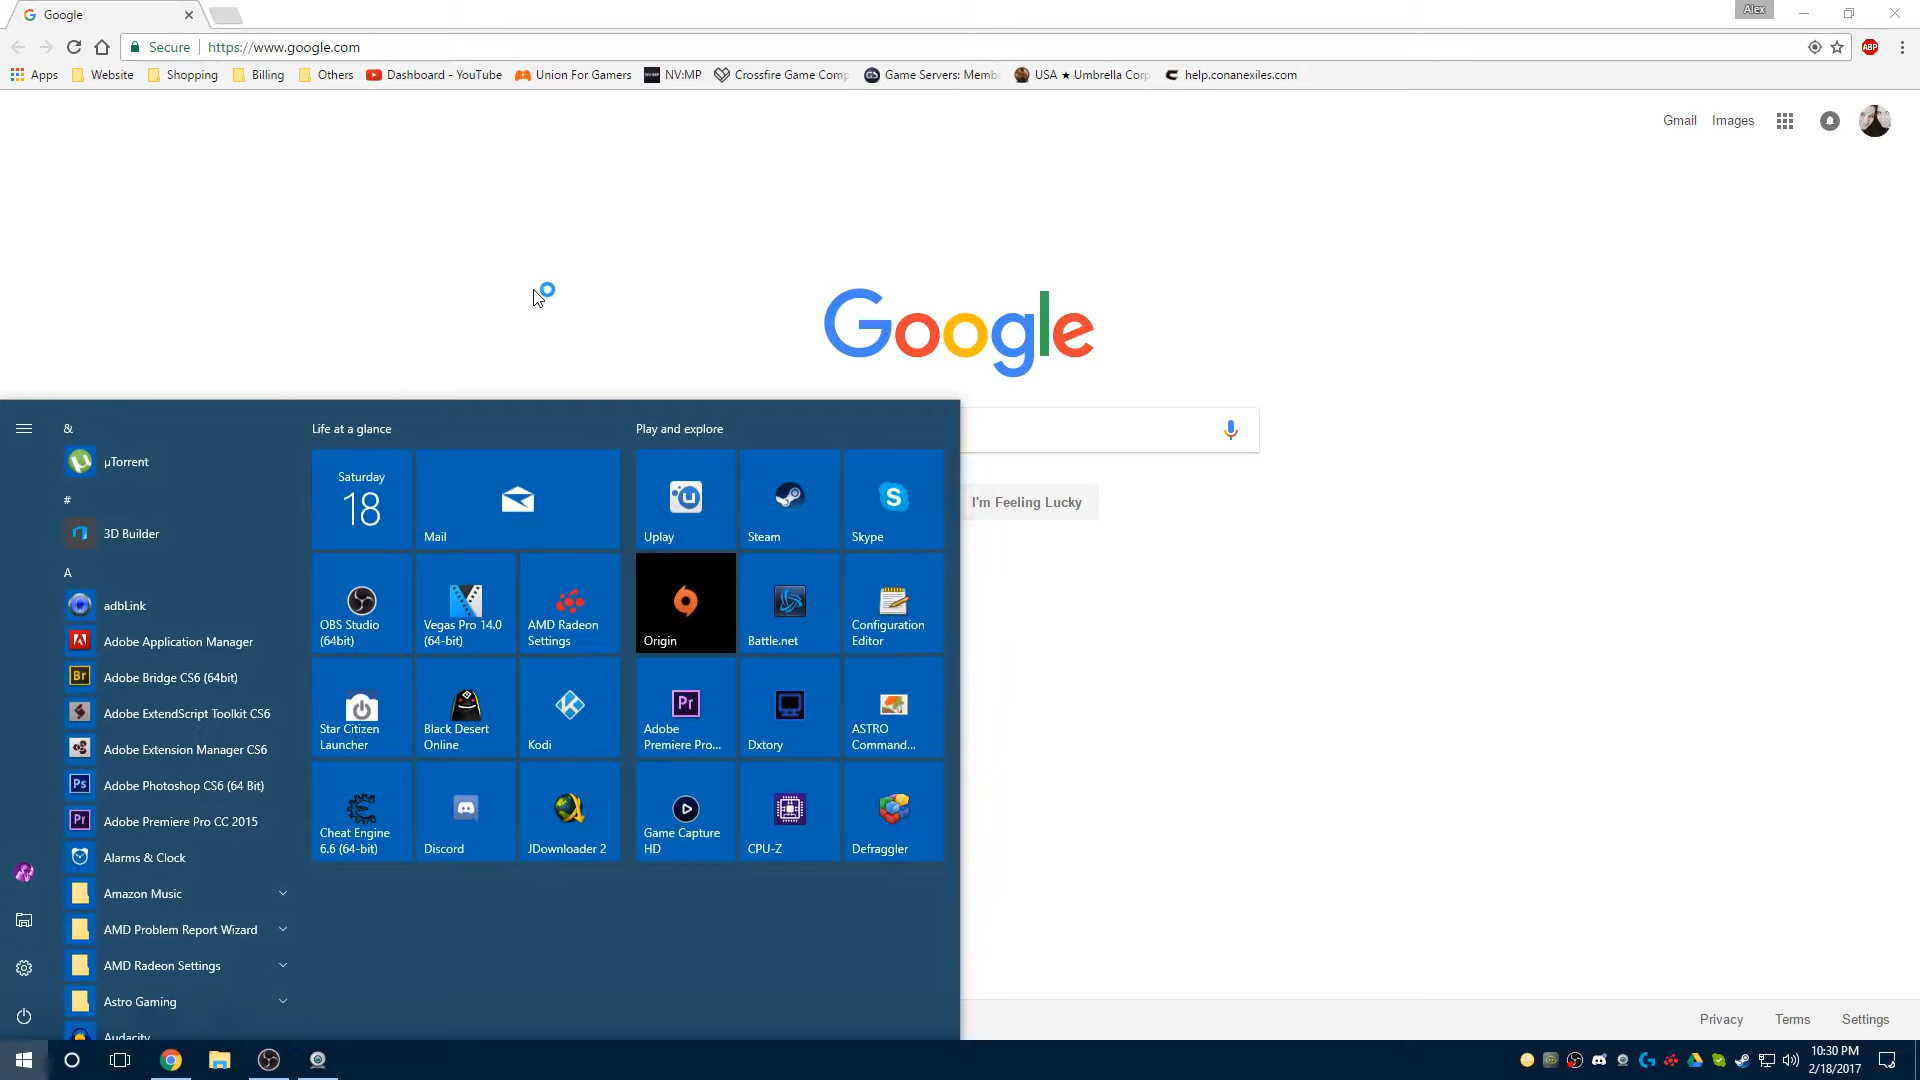 Google
Alex
Secure
https://www.google.com
Apps
Website
Shopping
Billing
Others
Dashboard - YouTube
Union For Gamers
NV:MP
Crossfire Game Comp
Game Servers: Memb
USA ★ Umbrella Corp
help.conanexiles.com
ABP
Gmail
Images
Google
I'm Feeling Lucky
&
µTorrent
#
3D Builder
A
adbLink
Adobe Application Manager
Adobe Bridge CS6 (64bit)
Adobe ExtendScript Toolkit CS6
Adobe Extension Manager CS6
Adobe Photoshop CS6 (64 Bit)
Adobe Premiere Pro CC 2015
Alarms & Clock
Amazon Music
AMD Problem Report Wizard
AMD Radeon Settings
Astro Gaming
Audacity
Life at a glance
Saturday
18
Mail
OBS Studio
(64bit)
Vegas Pro 14.0
(64-bit)
AMD Radeon
Settings
Star Citizen
Launcher
Black Desert
Online
Kodi
Cheat Engine
6.6 (64-bit)
Discord
JDownloader 2
Play and explore
Uplay
Steam
Skype
Origin
Battle.net
Configuration
Editor
Adobe
Premiere Pro...
Dxtory
ASTRO
Command...
Game Capture
HD
CPU-Z
Defraggler
Privacy
Terms
Settings
10:30 PM
2/18/2017